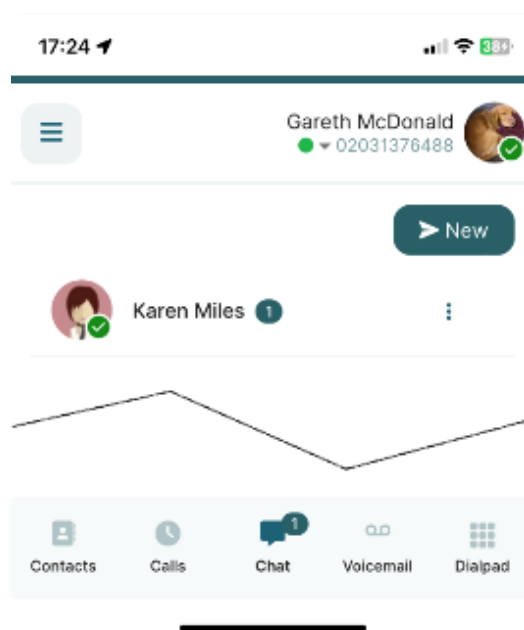 17:24
38
Gareth McDonald
02031376488
New
Karen Miles 1
1
Contacts Calls Chat Voicemail Dialpad